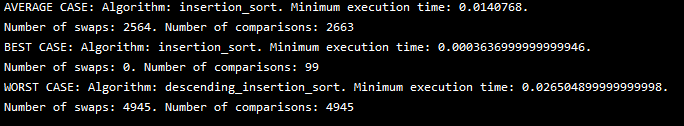 AVERAGE CASE: Algorithm: insertion_sort. Minimum execution time: 0.0140768.
Number of swaps: 2564. Number of comparisons: 2663
BEST CASE: Algorithm: insertion_sort. Minimum execution time: 0.0003636999999999946.
Number of swaps: 0. Number of comparisons: 99
WORST CASE: Algorithm: descending_insertion_sort. Minimum execution time: 0.026504899999999998.
Number of swaps: 4945. Number of comparisons: 4945